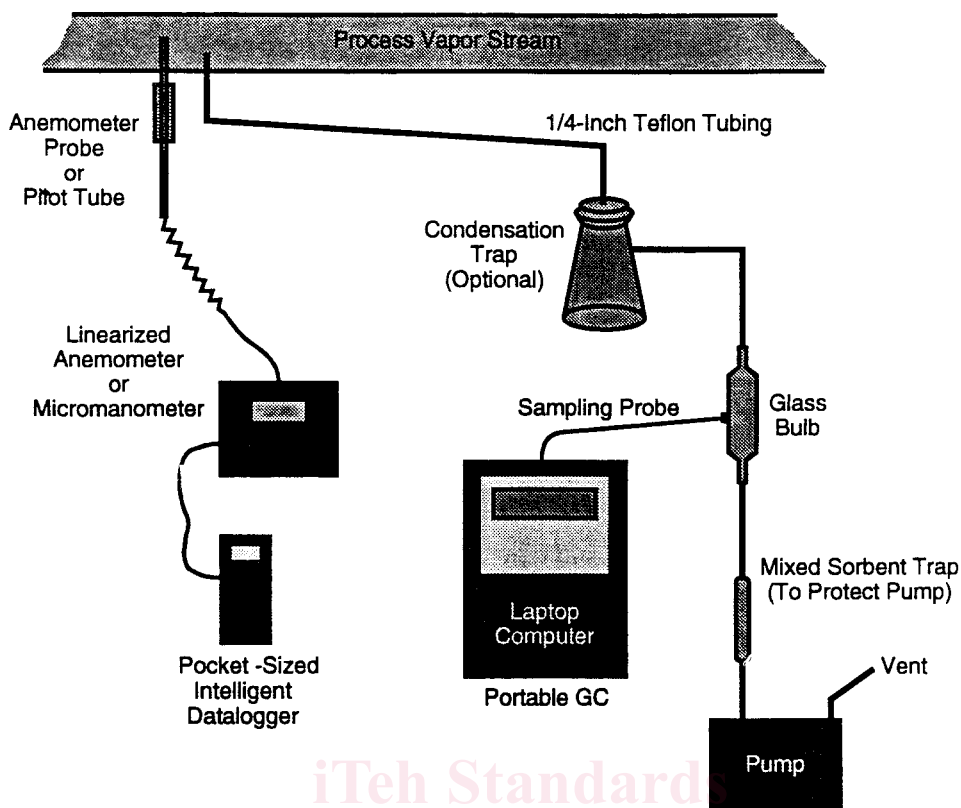 Process Vapor Stream
1/4-Inch Teflon Tubing
Anemometer
Probe
or
Pitot Tube
Condensation
Trap
(Optional)
Linearized
Anemometer
or
Micromanometer
Sampling Probe
Glass
Bulb
Mixed Sorbent Trap
(To Protect Pump)
Laptop
Computer
Vent
Pocket -Sized
Intelligent
Datalogger
Portable GC
Pump
iTeh Standards